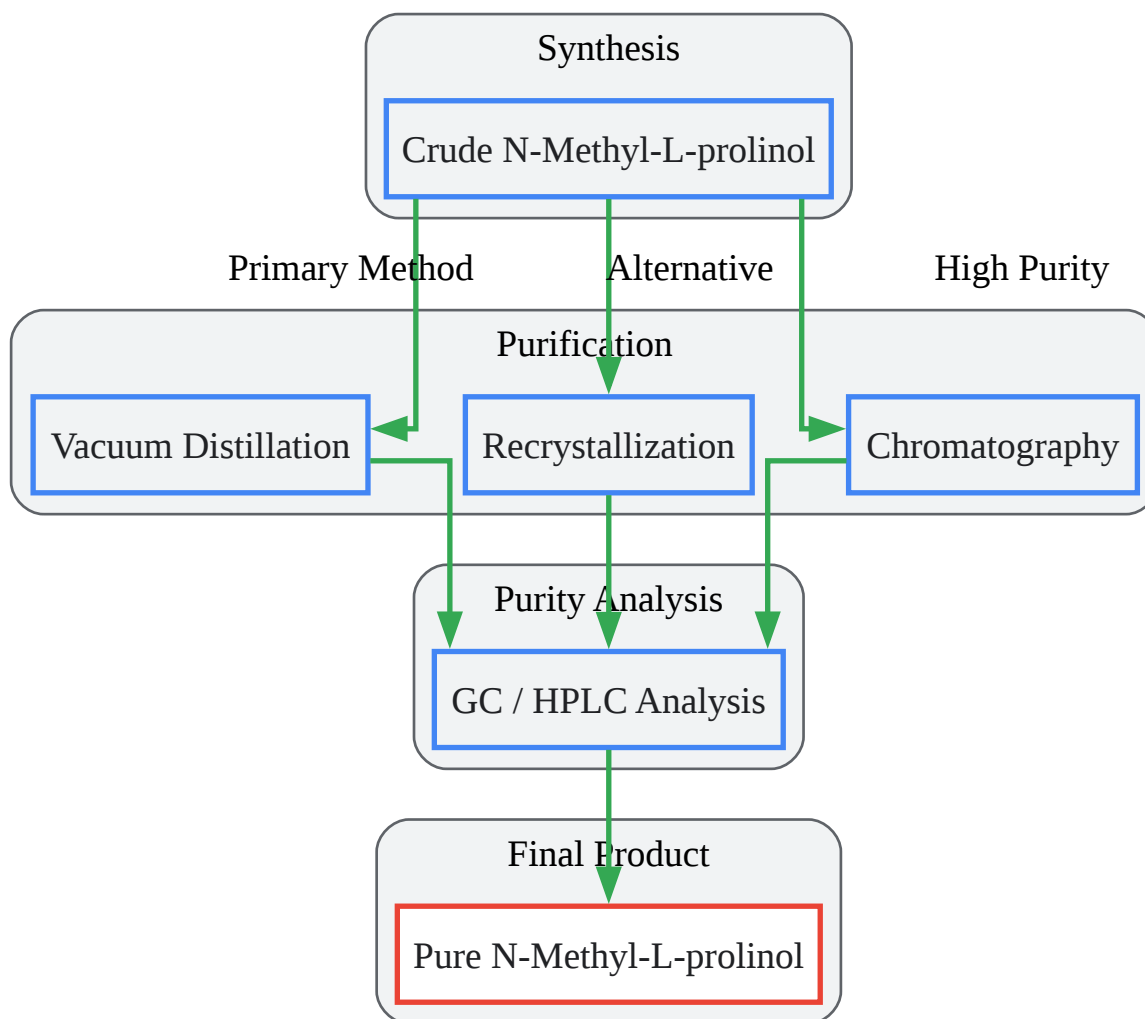 Synthesis
Crude N-Methyl-L-prolinol
Primary Method
Alternative
High Purity
Purification
Vacuum Distillation
Recrystallization
Chromatography
Purity Analysis
GC / HPLC Analysis
Final Product
Pure N-Methyl-L-prolinol